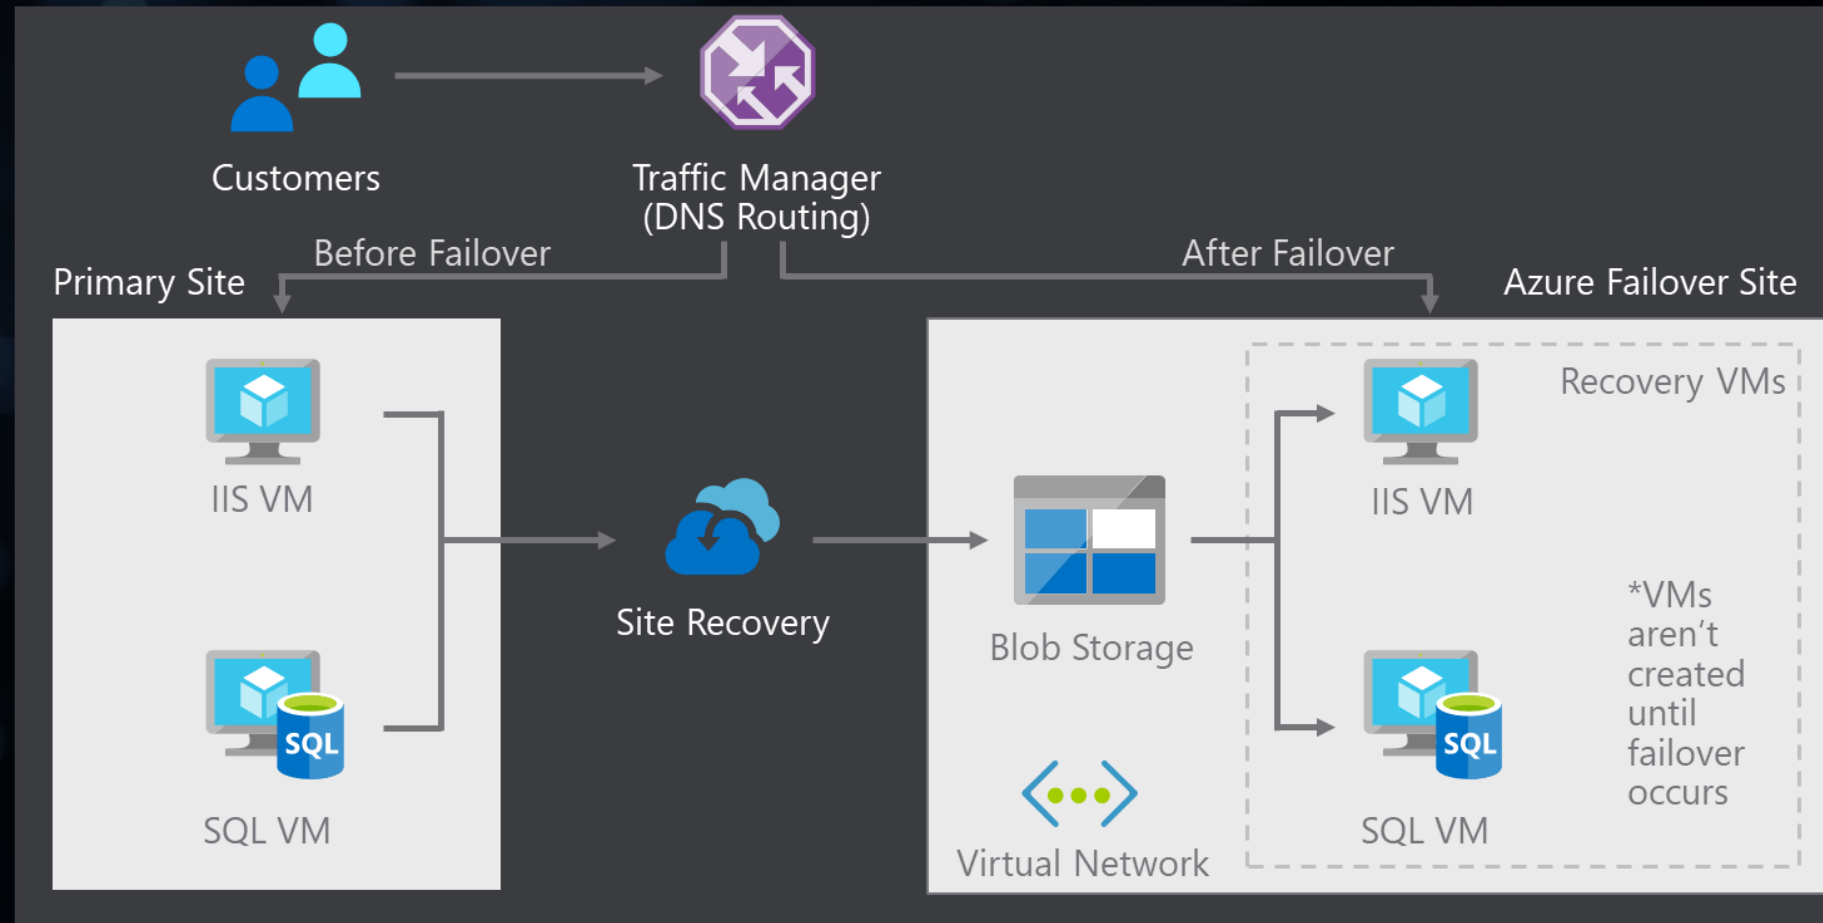 Customers
Traffic Manager
(DNS Routing)
Before Failover
After Failover
Primary Site
Azure Failover Site
IIS VM
SQL
SQL VM
Site Recovery
Blob Storage
Virtual Network
Recovery VMs
IIS VM
*VMs
aren’t
created
until
failover
occurs
SQL
SQL VM